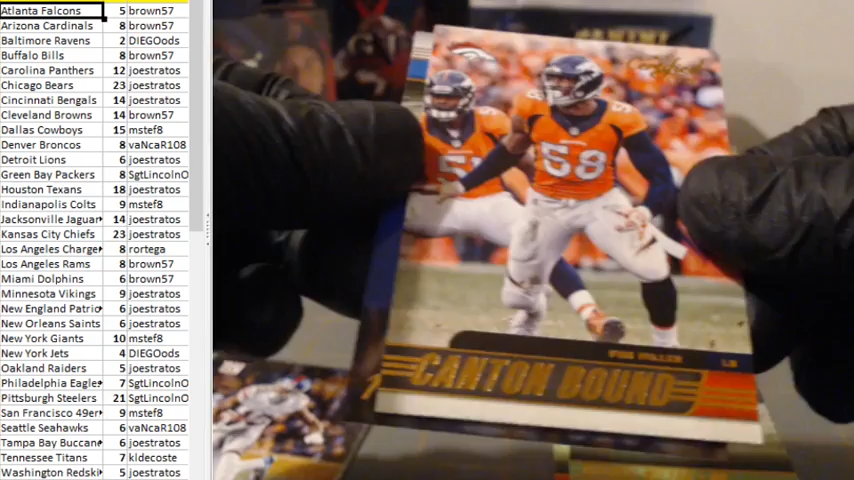 Atlanta Falcons 5 brown57
Arizona Cardinals 8 brown57
Baltimore Ravens 2 DIEGOods
Buffalo Bills 8 brown57
Carolina Panthers 12 joestratos
Chicago Bears 23 joestratos
Cincinnati Bengals 14 joestratos
Cleveland Browns 14 brown57
Dallas Cowboys 15 mstef8
Denver Broncos 8 vaNcaR108
Detroit Lions 6 joestratos
Green Bay Packers 8 SgtLincolnO
Houston Texans 18 joestratos
Indianapolis Colts 9 mstef8
Jacksonville Jaguar 14 joestratos
Kansas City Chiefs 23 joestratos
Los Angeles Charge 8 rortega
Los Angeles Rams 8 brown57
Miami Dolphins 6 brown57
Minnesota Vikings 9 joestratos
New England Patrio 6 joestratos
New Orleans Saints 6 joestratos
New York Giants 10 mstef8
New York Jets 4 DIEGOods
Oakland Raiders 5 joestratos
Philadelphia Eagle 7 SgtLincolnO
Pittsburgh Steelers 21 SgtLincolnO
San Francisco 49er 9 mstef8
Seattle Seahawks 6 vaNcaR108
Tampa Bay Buccan 6 joestratos
Tennessee Titans 7 kldecoste
Washington Redski 5 joestratos
PANINI
58
VON MILLER LB
CANTON BOUND